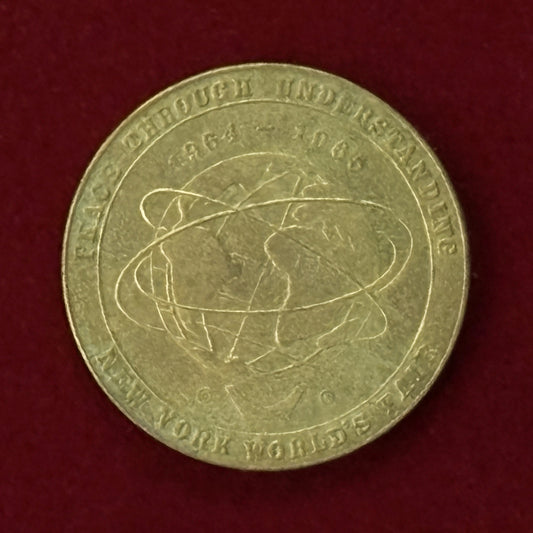 PEACE THROUGH UNDERSTANDING
1964 - 1965
NEW YORK WORLD'S FAIR